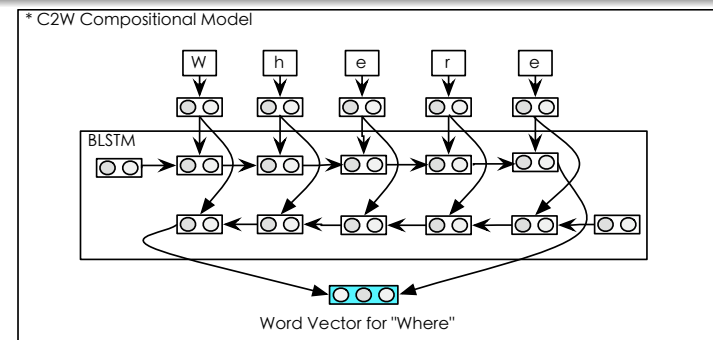 * C2W Compositional Model
W h e r e
BLSTM
Word Vector for "Where"